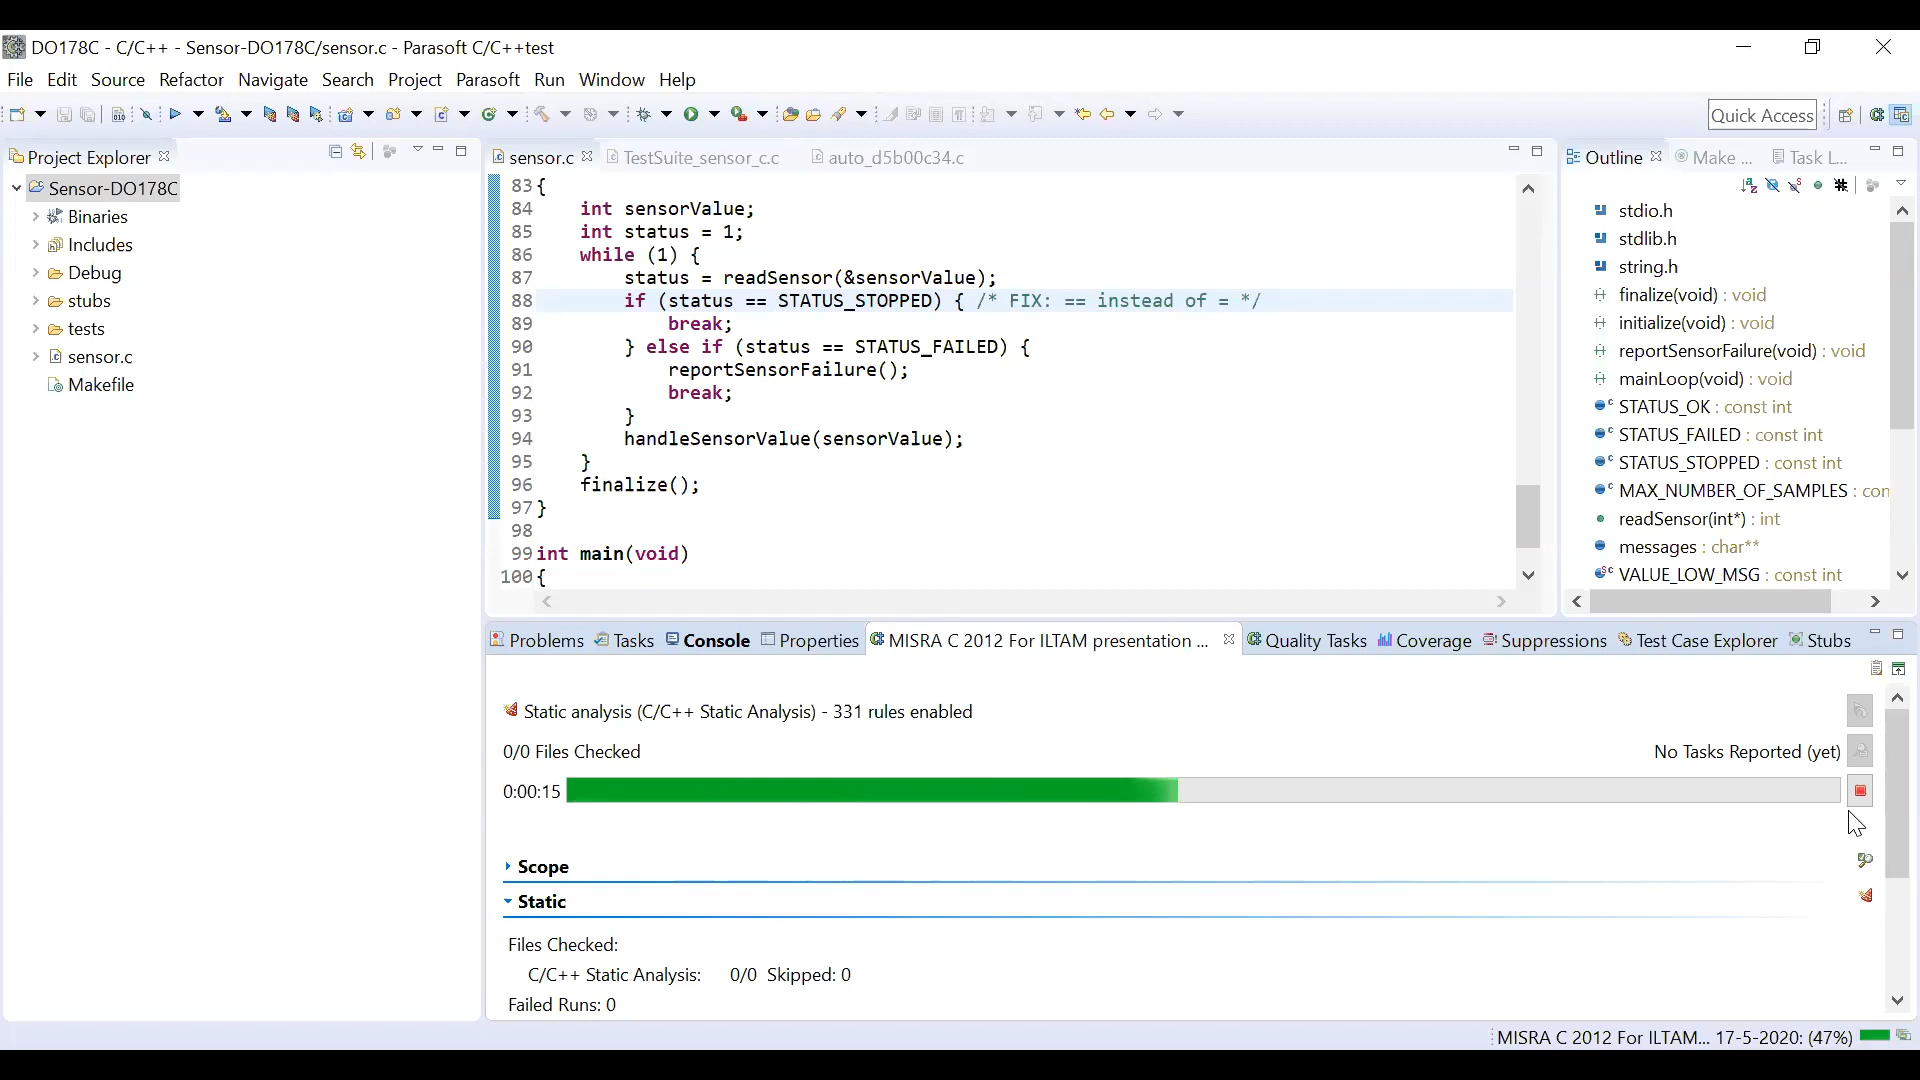 DO178C - C/C++ - Sensor-DO178C/sensor.c - Parasoft C/C++test
File Edit Source Refactor Navigate Search Project Parasoft Run Window Help
Quick Access
Project Explorer
Sensor-DO178C
Binaries
Includes
Debug
stubs
tests
sensor.c
Makefile
sensor.c TestSuite_sensor_c.c auto_d5b00c34.c
83 {
84 int sensorValue;
85 int status = 1;
86 while (1) {
87 status = readSensor(&sensorValue);
88 if (status == STATUS_STOPPED) { /* FIX: == instead of = */
89 break;
90 } else if (status == STATUS_FAILED) {
91 reportSensorFailure();
92 break;
93 }
94 handleSensorValue(sensorValue);
95 }
96 finalize();
97 }
98
99 int main(void)
100 {
Outline Make ... Task L...
stdio.h
stdlib.h
string.h
finalize(void) : void
initialize(void) : void
reportSensorFailure(void) : void
mainLoop(void) : void
STATUS_OK : const int
STATUS_FAILED : const int
STATUS_STOPPED : const int
MAX_NUMBER_OF_SAMPLES : con
readSensor(int*) : int
messages : char**
VALUE_LOW_MSG : const int
Problems Tasks Console Properties MISRA C 2012 For ILTAM presentation ... Quality Tasks Coverage Suppressions Test Case Explorer Stubs
Static analysis (C/C++ Static Analysis) - 331 rules enabled
0/0 Files Checked No Tasks Reported (yet)
0:00:15
Scope
Static
Files Checked:
C/C++ Static Analysis: 0/0 Skipped: 0
Failed Runs: 0
MISRA C 2012 For ILTAM... 17-5-2020: (47%)